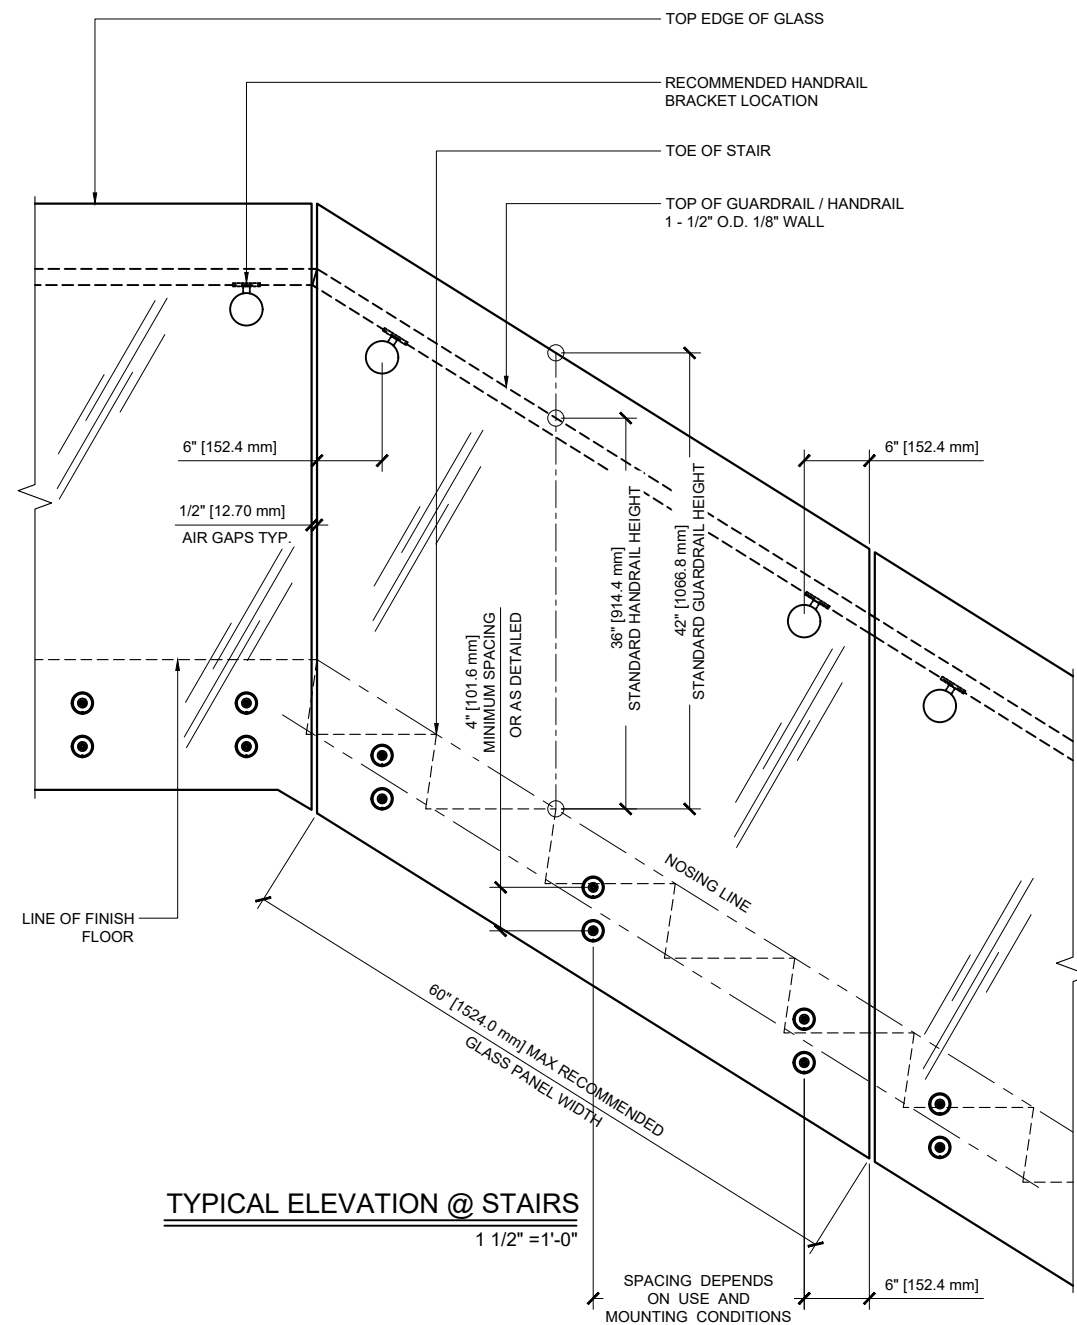 TOP EDGE OF GLASS
RECOMMENDED HANDRAIL
BRACKET LOCATION
TOE OF STAIR
TOP OF GUARDRAIL / HANDRAIL
1 - 1/2" O.D. 1/8" WALL
6" [152.4 mm]
6" [152.4 mm]
1/2" [12.70 mm]
AIR GAPS TYP.
4" [101.6 mm]
MINIMUM SPACING
OR AS DETAILED
36" [914.4 mm]
STANDARD HANDRAIL HEIGHT
42" [1066.8 mm]
STANDARD GUARDRAIL HEIGHT
NOSING LINE
LINE OF FINISH
FLOOR
60" [1524.0 mm] MAX RECOMMENDED
GLASS PANEL WIDTH
TYPICAL ELEVATION @ STAIRS
1 1/2" =1'-0"
SPACING DEPENDS
ON USE AND
MOUNTING CONDITIONS
6" [152.4 mm]